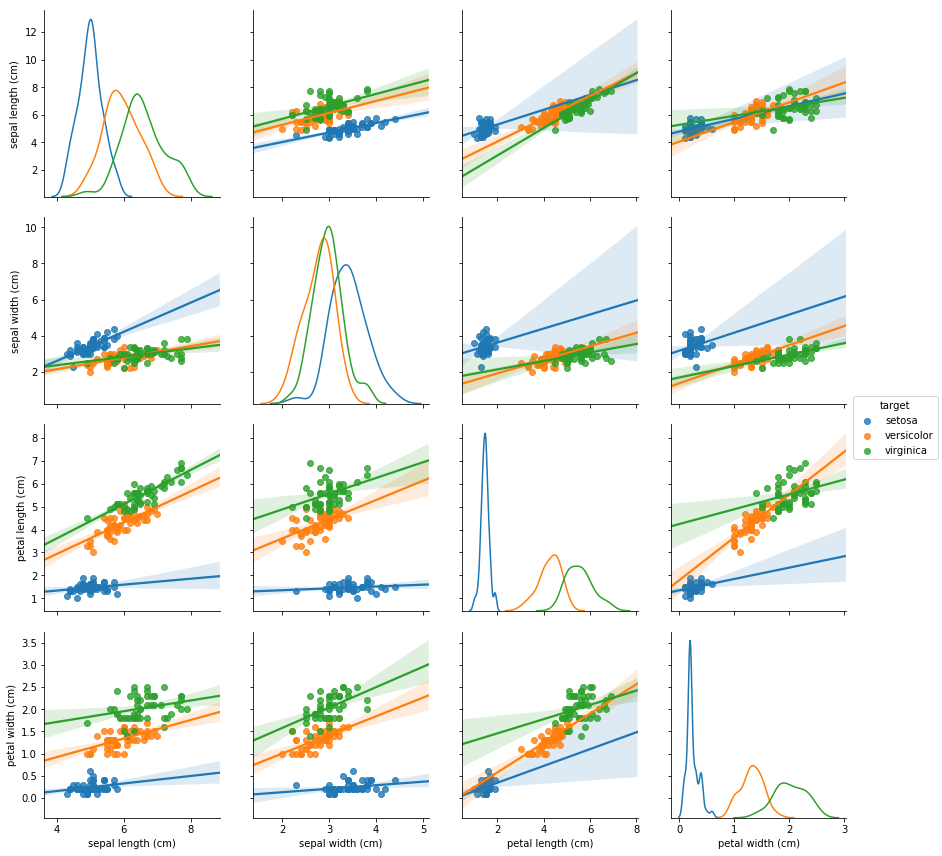 12
10
8
6
4
2
sepal length (cm)
10
8
6
4
2
sepal width (cm)
target
setosa
versicolor
virginica
8
7
6
5
4
3
2
1
petal length (cm)
3.5
3.0
2.5
2.0
1.5
1.0
0.5
0.0
petal width (cm)
4 6 8
2 3 4 5
2 4 6 8
0 1 2 3
sepal length (cm)
sepal width (cm)
petal length (cm)
petal width (cm)